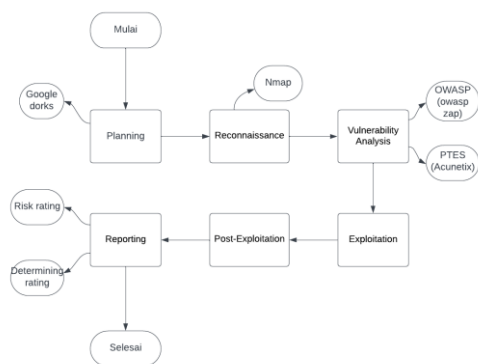 Mulai
Google
dorks
Nmap
OWASP
(owasp
zap)
Planning
Reconnaissance
Vulnerability
Analysis
PTES
(Acunetix)
Risk rating
Reporting
Post-Exploitation
Exploitation
Determining
rating
Selesai